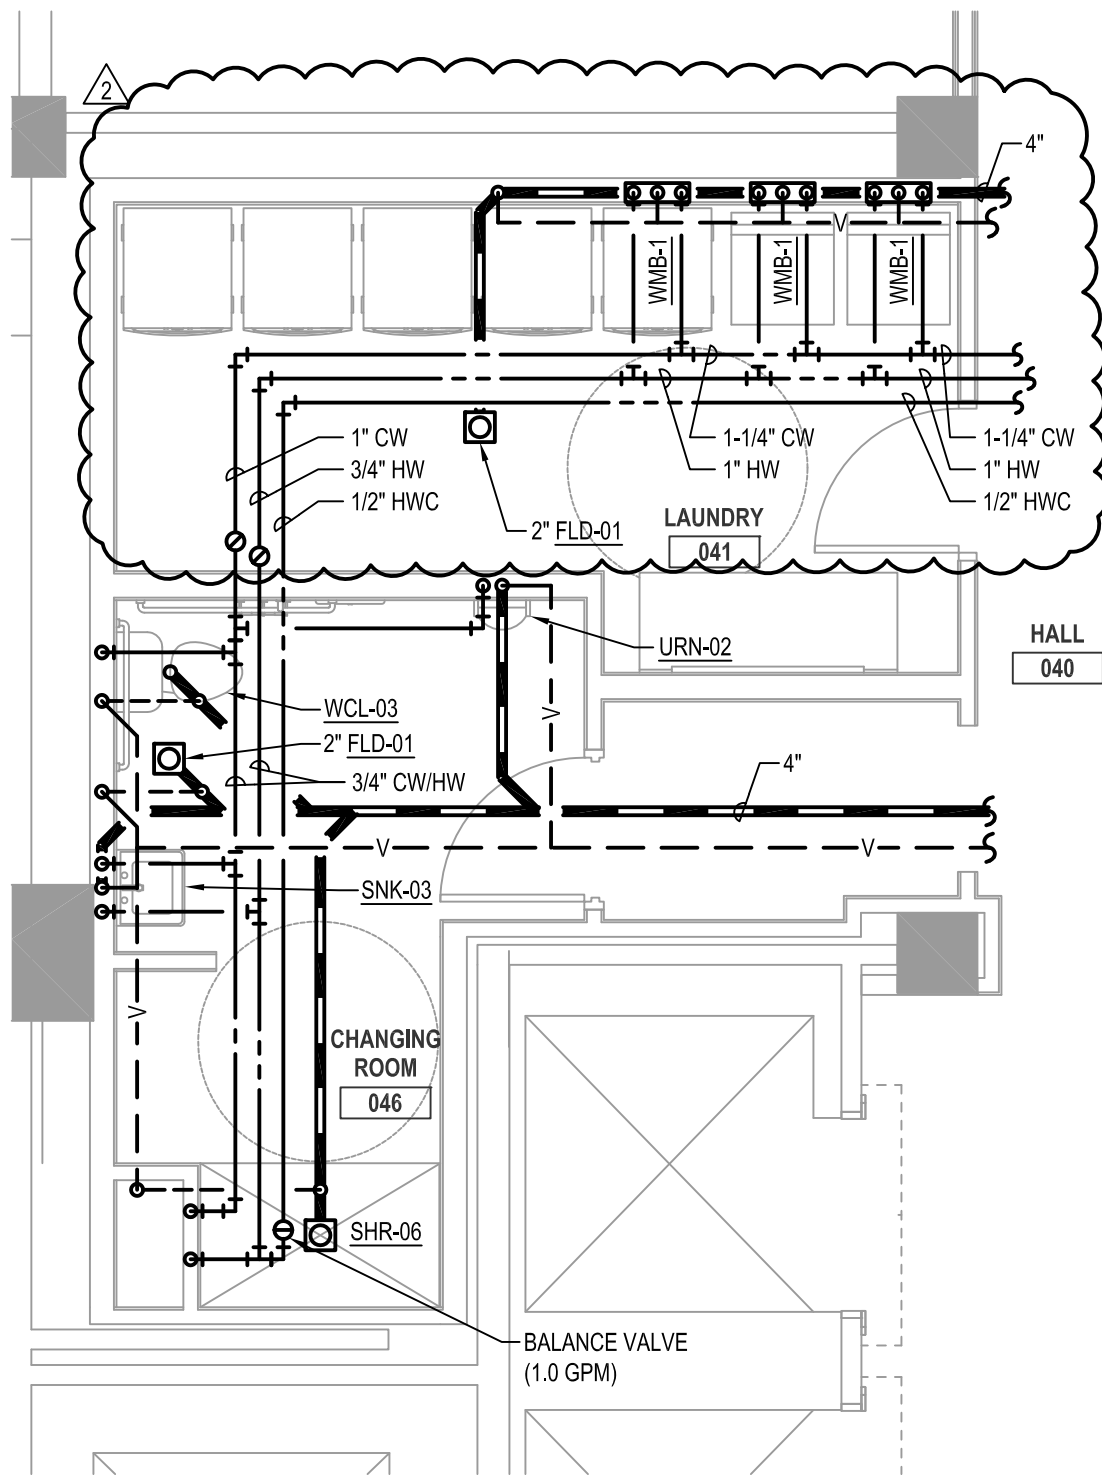 2
4"
V
WMB-1
WMB-1
WMB-1
1" CW
3/4" HW
1/2" HWC
1-1/4" CW
1" HW
1-1/4" CW
1" HW
1/2" HWC
2" FLD-01
LAUNDRY
041
URN-02
HALL
040
WCL-03
2" FLD-01
3/4" CW/HW
V
4"
V
V
SNK-03
V
CHANGING
ROOM
046
SHR-06
BALANCE VALVE
(1.0 GPM)